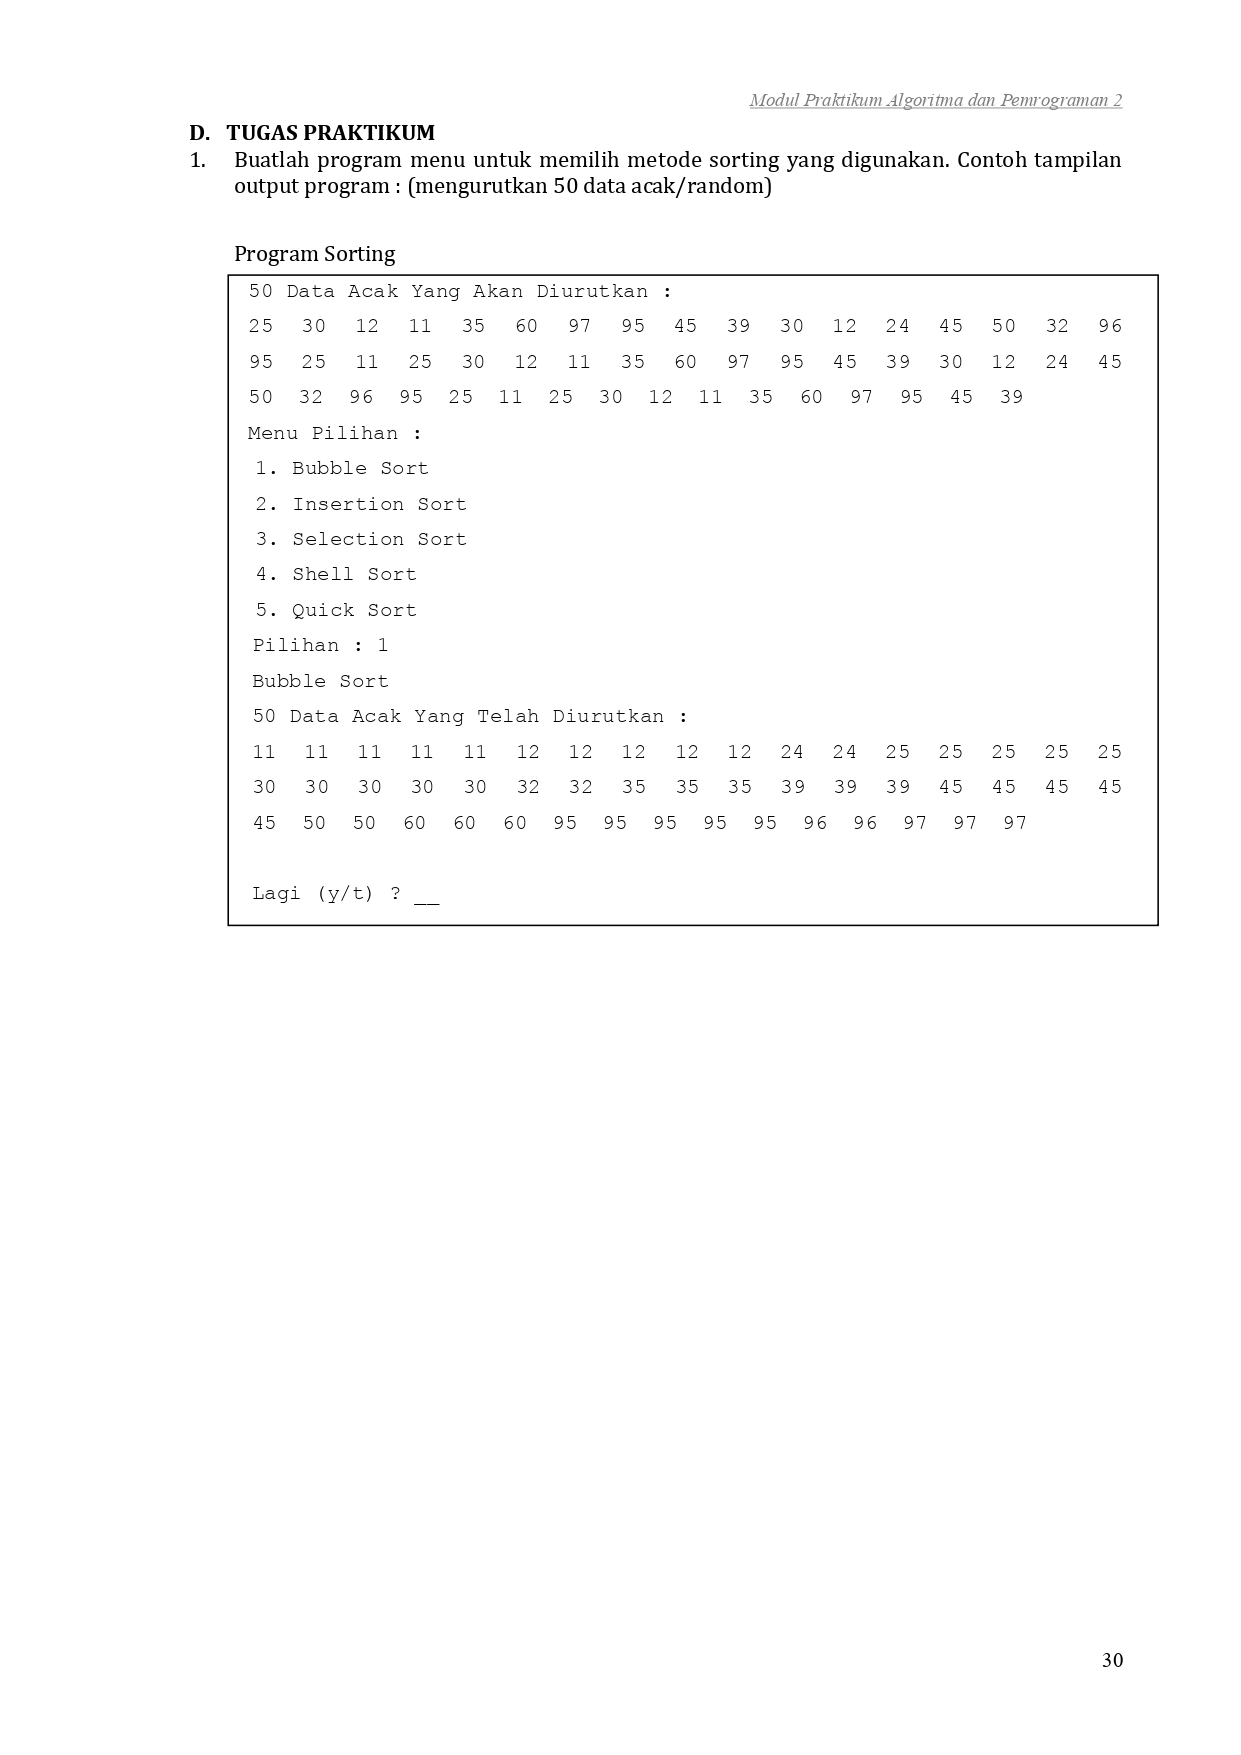 Modul Praktikum Algoritma dan Pemrograman 2
D. TUGAS PRAKTIKUM
1. Buatlah program menu untuk memilih metode sorting yang digunakan. Contoh tampilan
output program : (mengurutkan 50 data acak/random)
Program Sorting
50 Data Acak Yang Akan Diurutkan :
25 30 12 11 35 60 97 95 45 39 30 12 24 45 50 32 96
95 25 11 25 30 12 11 35 60 97 95 45 39 30 12 24 45
50 32 96 95 25 11 25 30 12 11 35 60 97 95 45 39
Menu Pilihan :
1. Bubble Sort
2. Insertion Sort
3. Selection Sort
4. Shell Sort
5. Quick Sort
Pilihan : 1
Bubble Sort
50 Data Acak Yang Telah Diurutkan :
11 11 11 11 11 12 12 12 12 12 24 24 25 25 25 25 25
30 30 30 30 30 32 32 35 35 35 39 39 39 45 45 45 45
45 50 50 60 60 60 95 95 95 95 95 96 96 97 97 97
Lagi (y/t) ? __
30